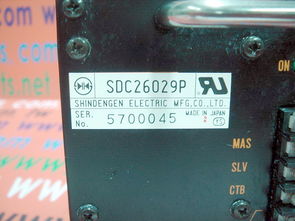 SDC26029P
SHINDENGEN ELECTRIC MFG.CO.,LTD.
SER. No. 5700045 MADE IN JAPAN
ON
MAS
SLV
CTB